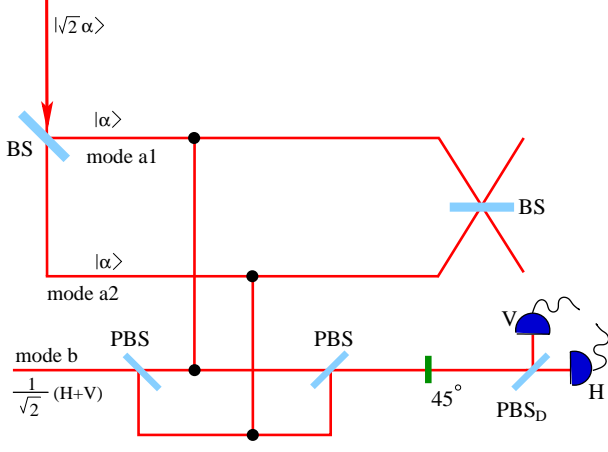 |√2 α>
|α>
BS
mode a1
BS
|α>
mode a2
PBS
PBS
V
mode b
1/√2 (H+V)
45°
PBS_D
H